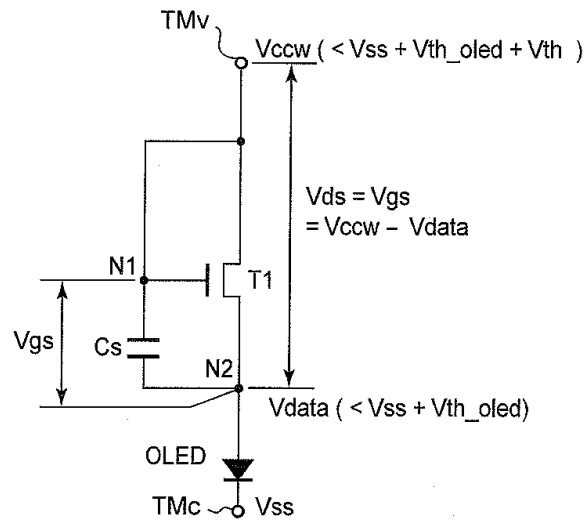 TMv
Vccw ( < Vss + Vth_oled + Vth )
Vds = Vgs
= Vccw – Vdata
N1
T1
Vgs
Cs
N2
Vdata ( < Vss + Vth_oled)
OLED
TMc
Vss